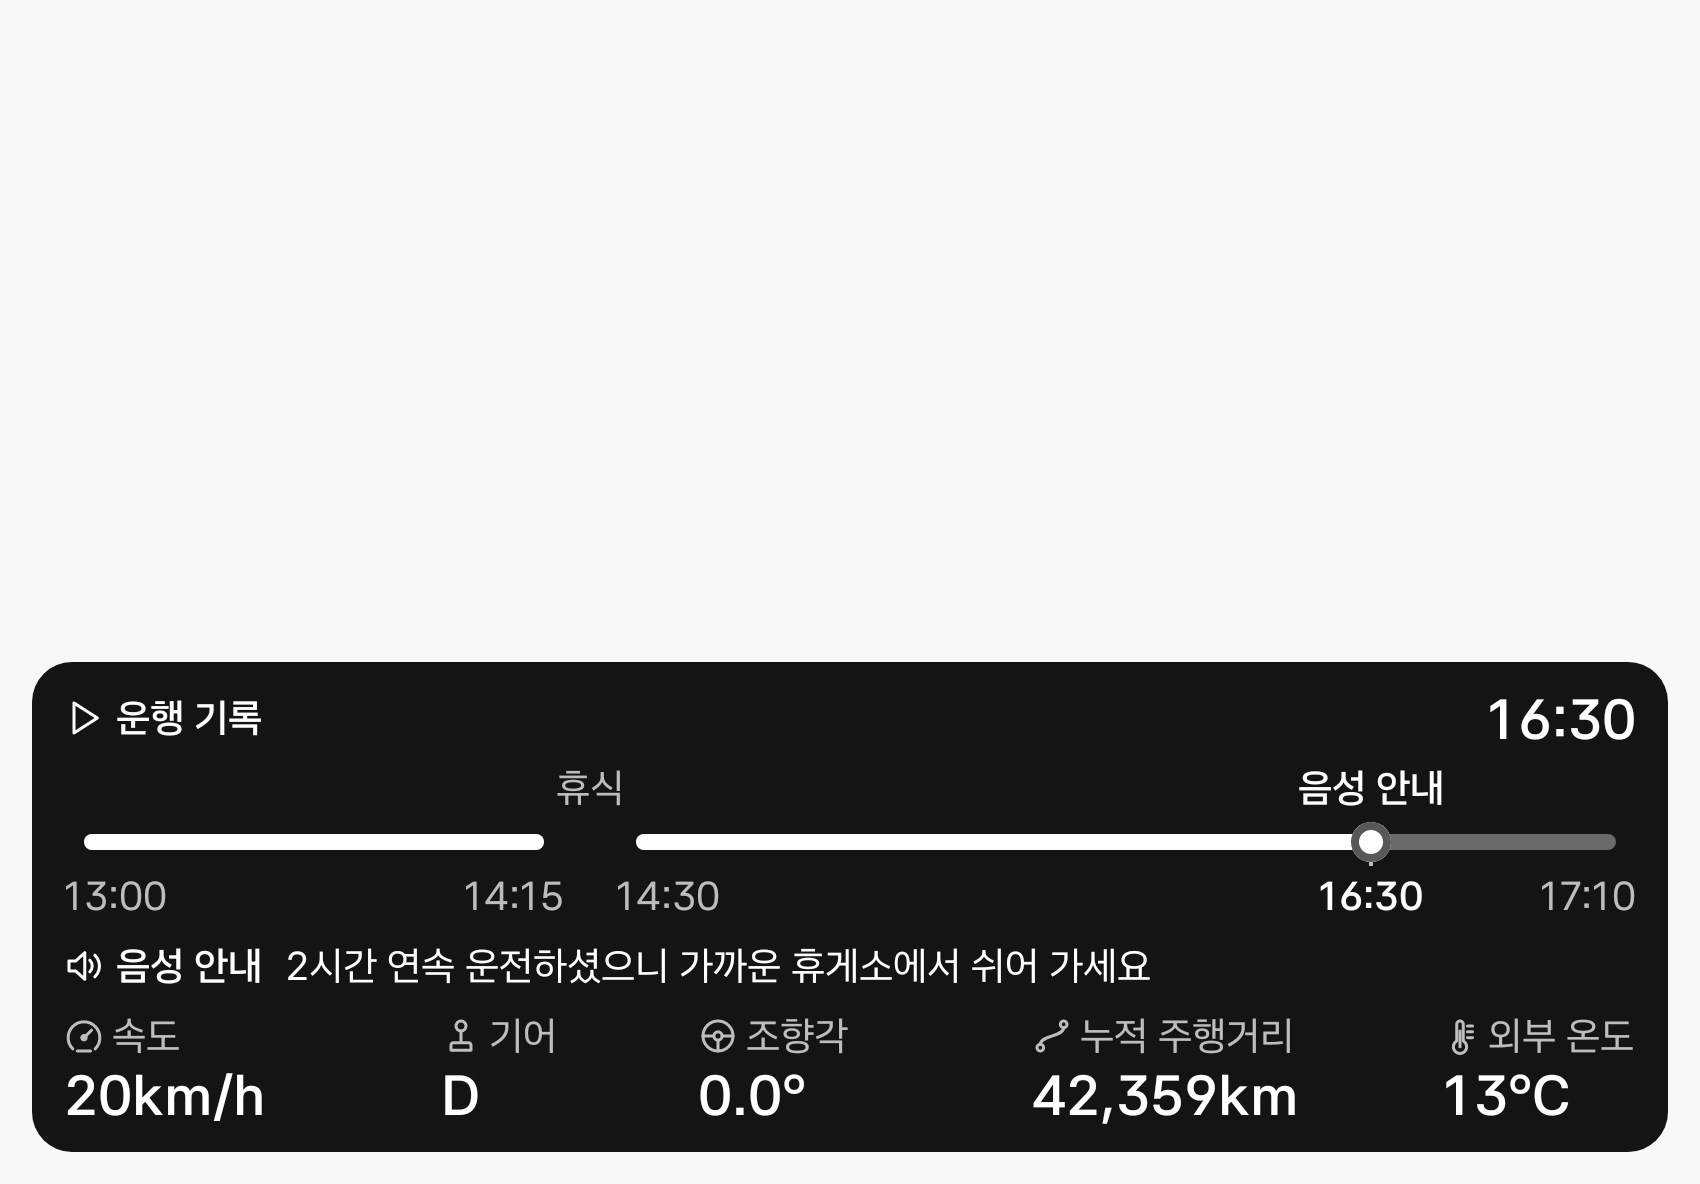 운행 기록 16:30
휴식 음성 안내
13:00 14:15 14:30 16:30 17:10
음성 안내 2시간 연속 운전하셨으니 가까운 휴게소에서 쉬어 가세요
속도 기어 조향각 누적 주행거리 외부 온도
20km/h D 0.0° 42,359km 13°C